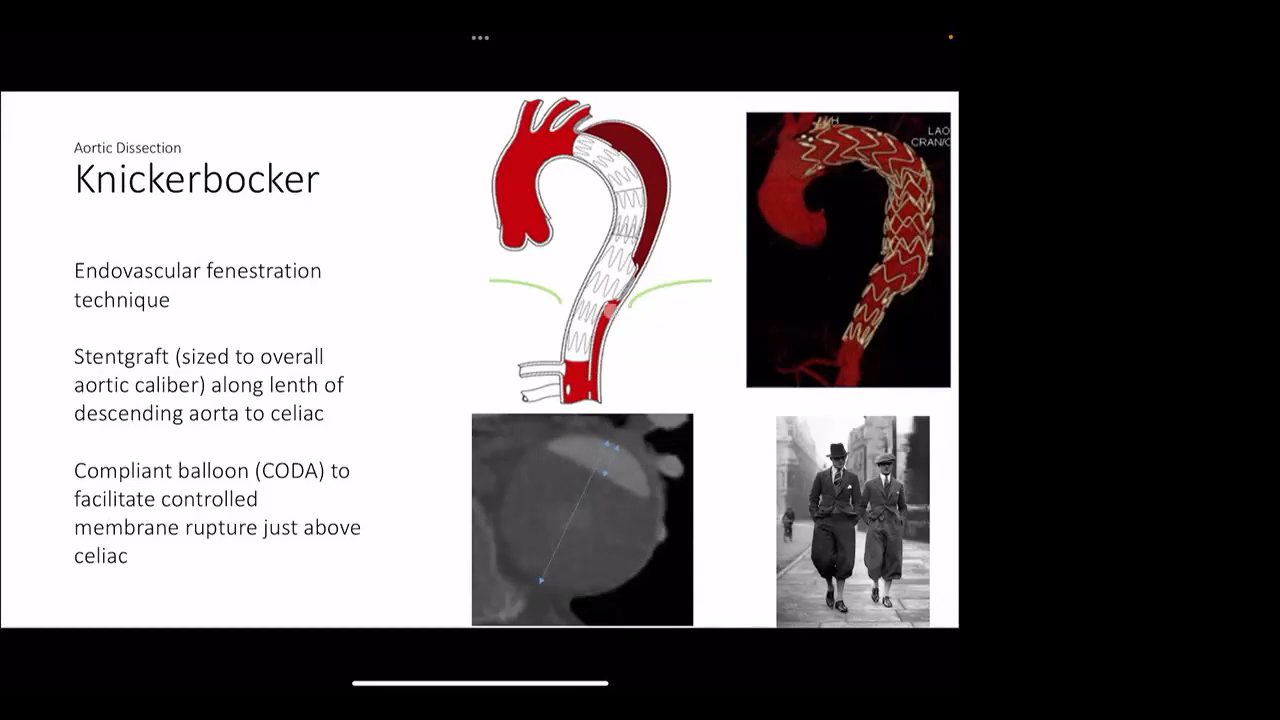 Aortic Dissection
Knickerbocker
Endovascular fenestration
technique
Stentgraft (sized to overall
aortic caliber) along lenth of
descending aorta to celiac
Compliant balloon (CODA) to
facilitate controlled
membrane rupture just above
celiac
H
LAO
CRAN/C